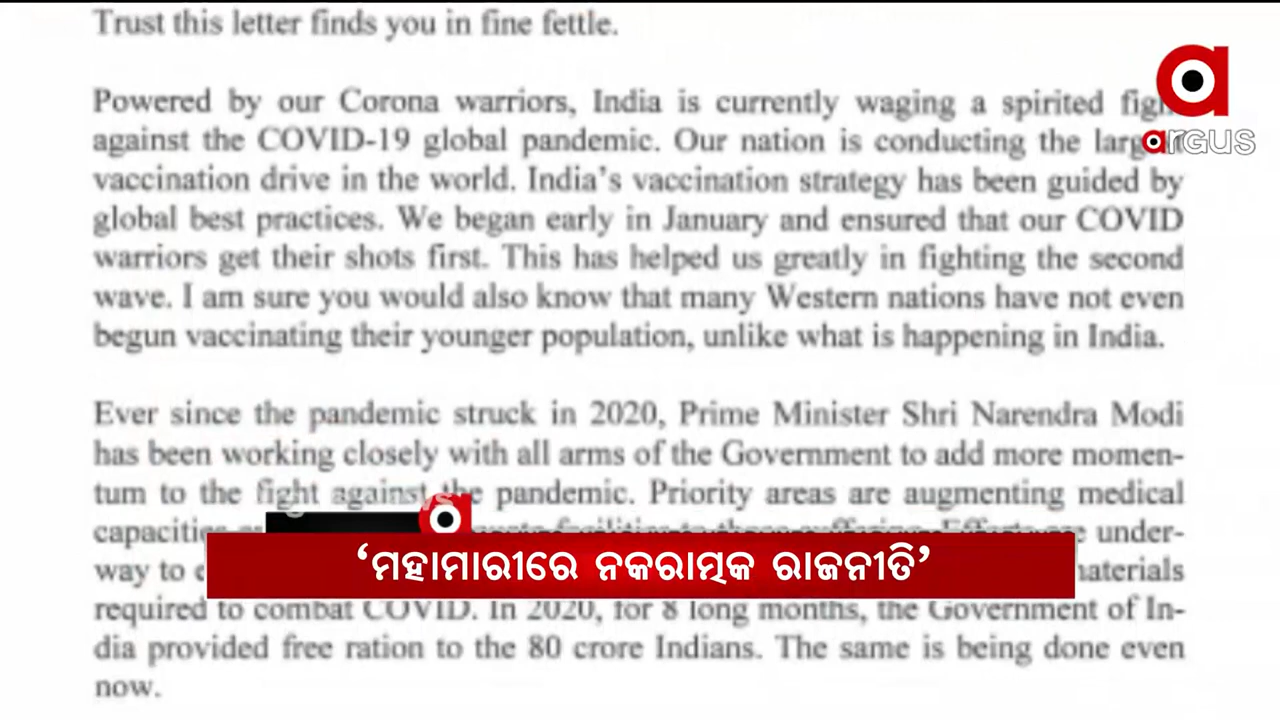 Trust this letter finds you in fine fettle.
Powered by our Corona warriors, India is currently waging a spirited
against the COVID-19 global pandemic. Our nation is conducting the
vaccination drive in the world. India's vaccination strategy has been guided by
global best practices. We began early in January and ensured that our COVID
warriors get their shots first. This has helped us greatly in fighting the second
wave. I am sure you would also know that many Western nations have not even
begun vaccinating their younger population, unlike what is happening in India.
Ever since the pandemic struck in 2020, Prime Minister Shri Narendra Modi
has been working closely with all arms of the Government to add more momen-
tum to the fight against the pandemic. Priority areas are augmenting medical
under-
way to
required to combat COVID. In 2020, for 8 long months, the Government of In-
dia provided free ration to the 80 crore Indians. The same is being done even
now.
argus
‘ମହାମାରୀରେ ନକରାତ୍ମକ ରାଜନୀତି’